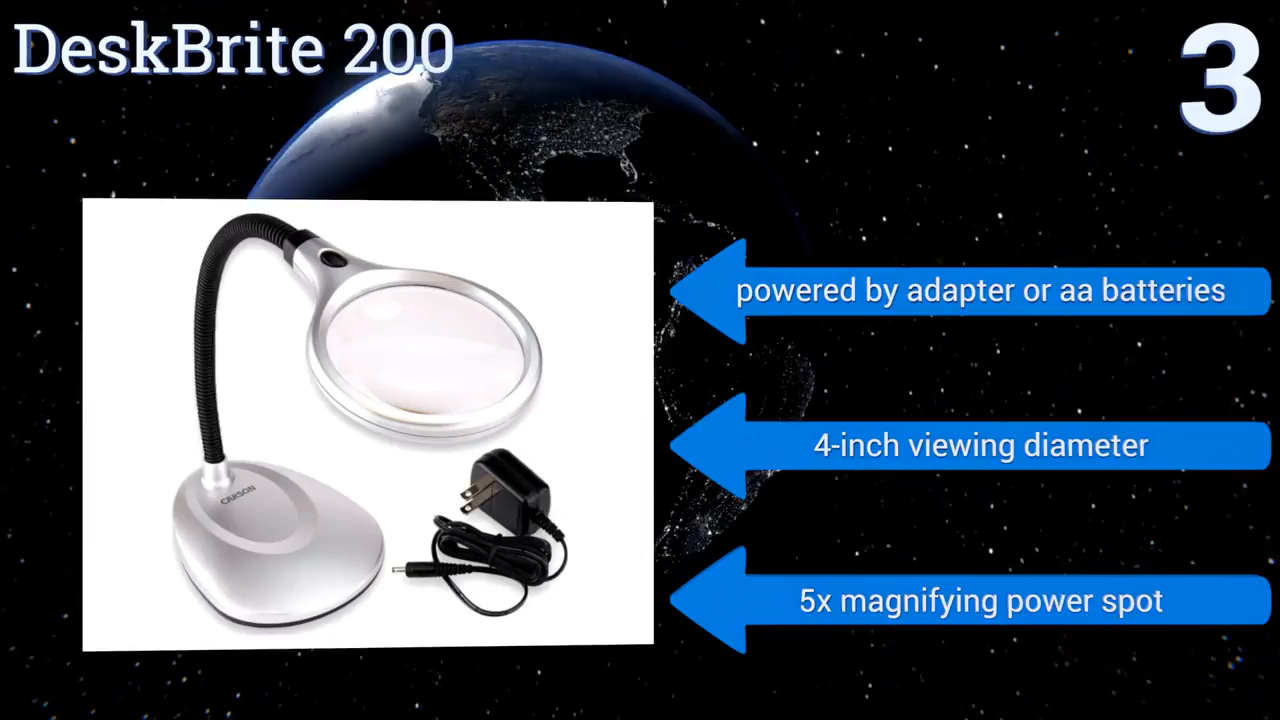 DeskBrite 200
3
powered by adapter or aa batteries
4-inch viewing diameter
5x magnifying power spot
CARSON